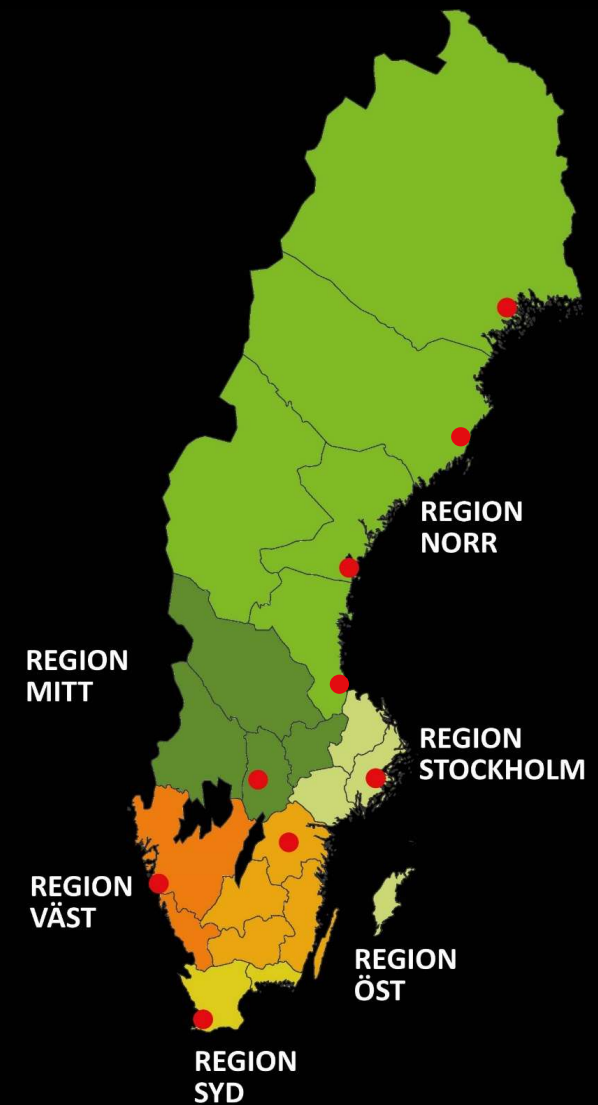 REGION
NORR
REGION
MITT
REGION
STOCKHOLM
REGION
VÄST
REGION
ÖST
REGION
SYD